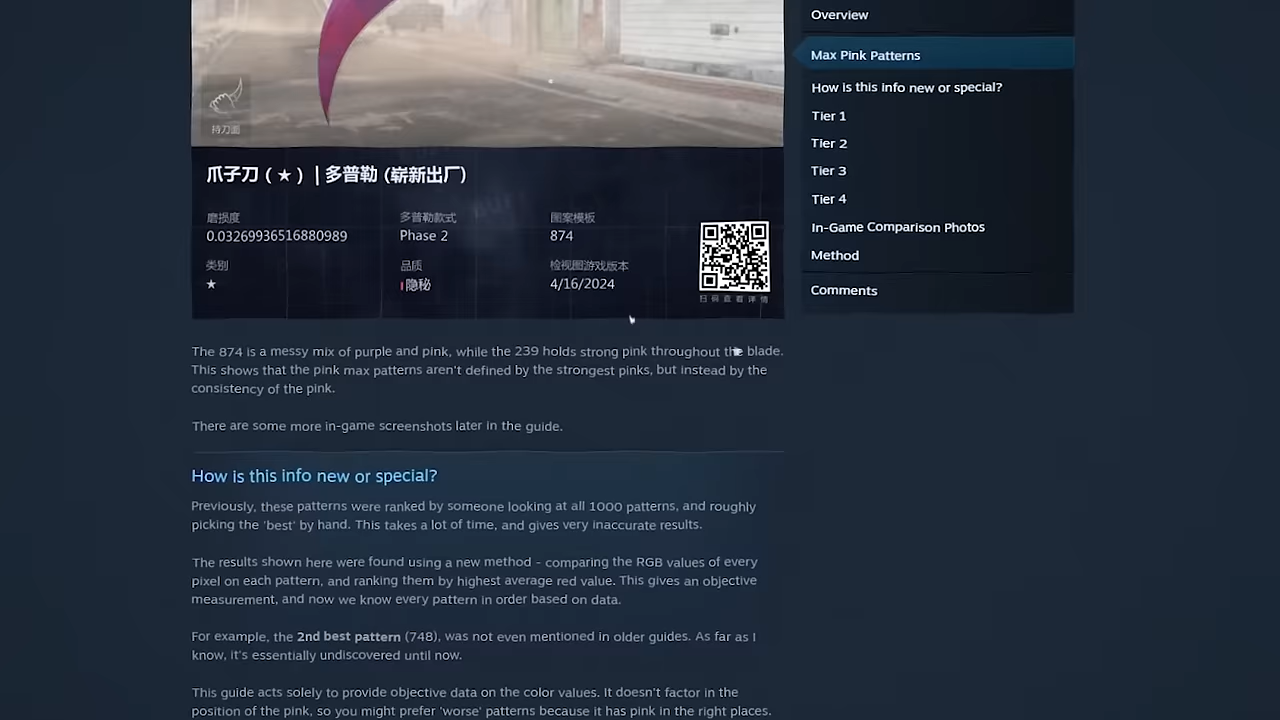 Overview
Max Pink Patterns
How is this info new or special?
Tier 1
Tier 2
Tier 3
Tier 4
In-Game Comparison Photos
Method
Comments
持刀面
爪子刀 ( ★ ) | 多普勒 (崭新出厂)
磨损度 多普勒款式 图案模板
0.03269936516880989 Phase 2 874
类别 品质 检视图游戏版本
★ 隐秘 4/16/2024
扫码查看详情
The 874 is a messy mix of purple and pink, while the 239 holds strong pink throughout the blade.
This shows that the pink max patterns aren't defined by the strongest pinks, but instead by the
consistency of the pink.
There are some more in-game screenshots later in the guide.
How is this info new or special?
Previously, these patterns were ranked by someone looking at all 1000 patterns, and roughly
picking the 'best' by hand. This takes a lot of time, and gives very inaccurate results.
The results shown here were found using a new method - comparing the RGB values of every
pixel on each pattern, and ranking them by highest average red value. This gives an objective
measurement, and now we know every pattern in order based on data.
For example, the 2nd best pattern (748), was not even mentioned in older guides. As far as I
know, it's essentially undiscovered until now.
This guide acts solely to provide objective data on the color values. It doesn't factor in the
position of the pink, so you might prefer 'worse' patterns because it has pink in the right places.